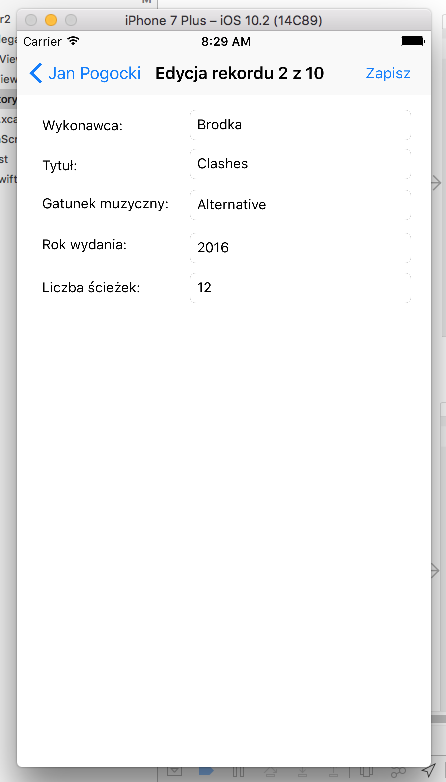 iPhone 7 Plus – iOS 10.2 (14C89)
Carrier 8:29 AM
Jan Pogocki Edycja rekordu 2 z 10 Zapisz
Wykonawca: Brodka
Tytuł: Clashes
Gatunek muzyczny: Alternative
Rok wydania: 2016
Liczba ścieżek: 12